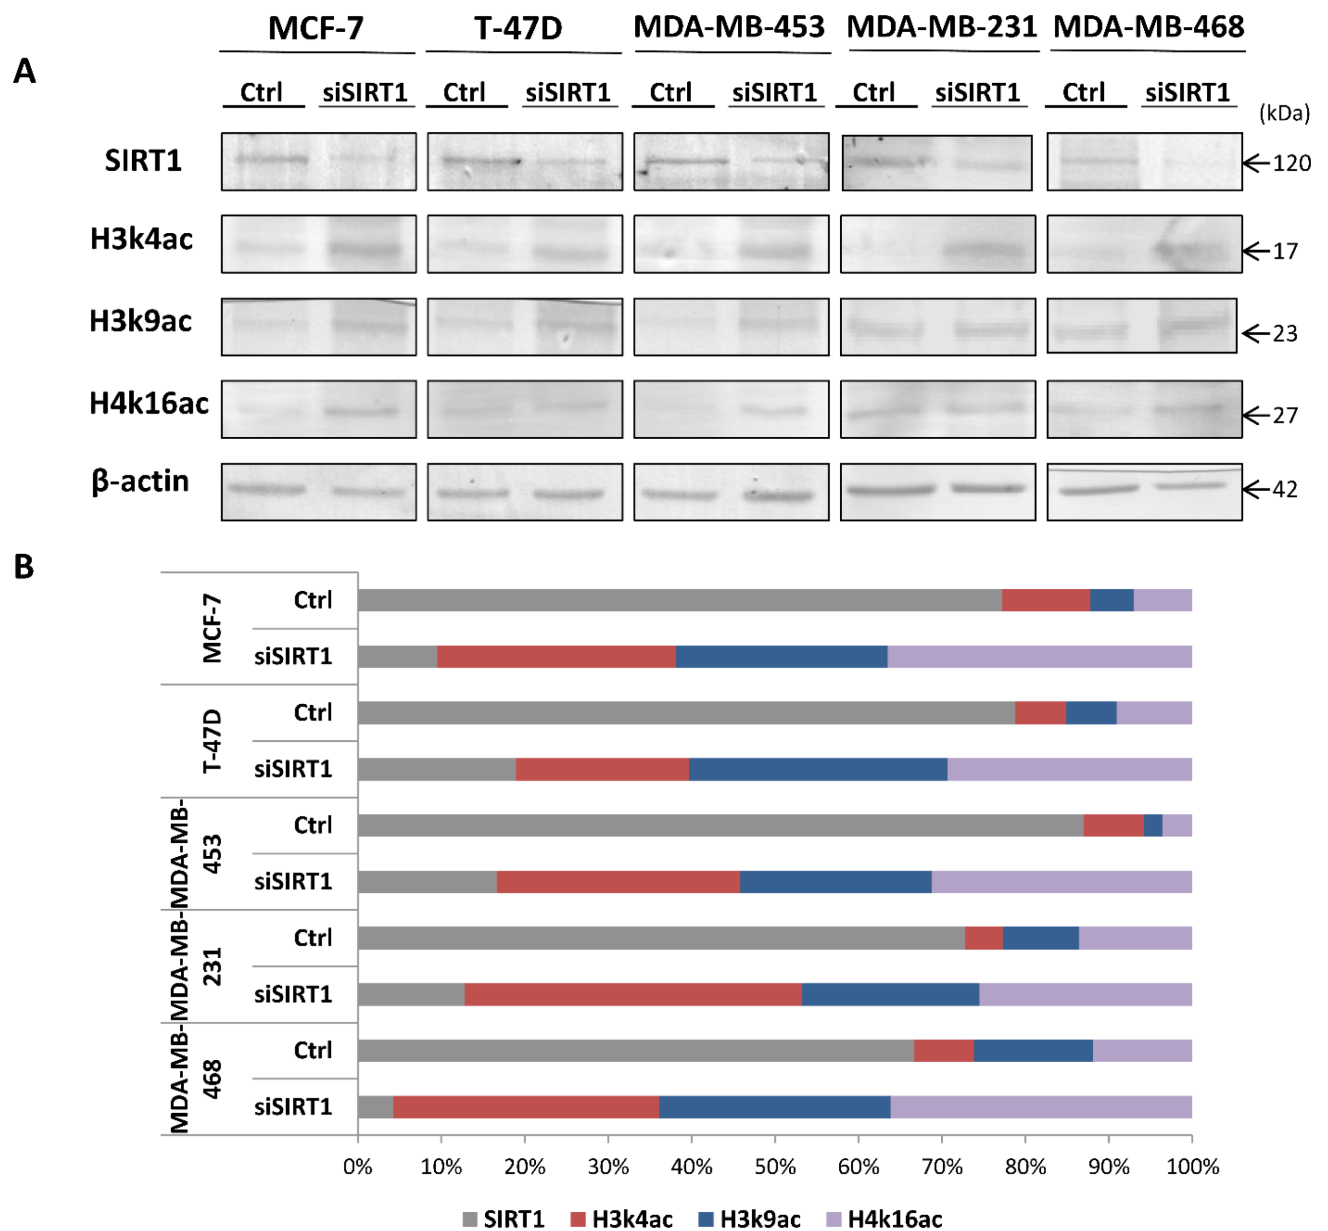 MCF-7 T-47D MDA-MB-453 MDA-MB-231 MDA-MB-468
A
Ctrl siSIRT1 Ctrl siSIRT1 Ctrl siSIRT1 Ctrl siSIRT1 Ctrl siSIRT1
(kDa)
SIRT1 120
H3k4ac 17
H3k9ac 23
H4k16ac 27
β-actin 42
B
MCF-7
Ctrl
siSIRT1
T-47D
Ctrl
siSIRT1
MDA-MB-
453
Ctrl
siSIRT1
MDA-MB-
231
Ctrl
siSIRT1
MDA-MB-
468
Ctrl
siSIRT1
0% 10% 20% 30% 40% 50% 60% 70% 80% 90% 100%
SIRT1 H3k4ac H3k9ac H4k16ac